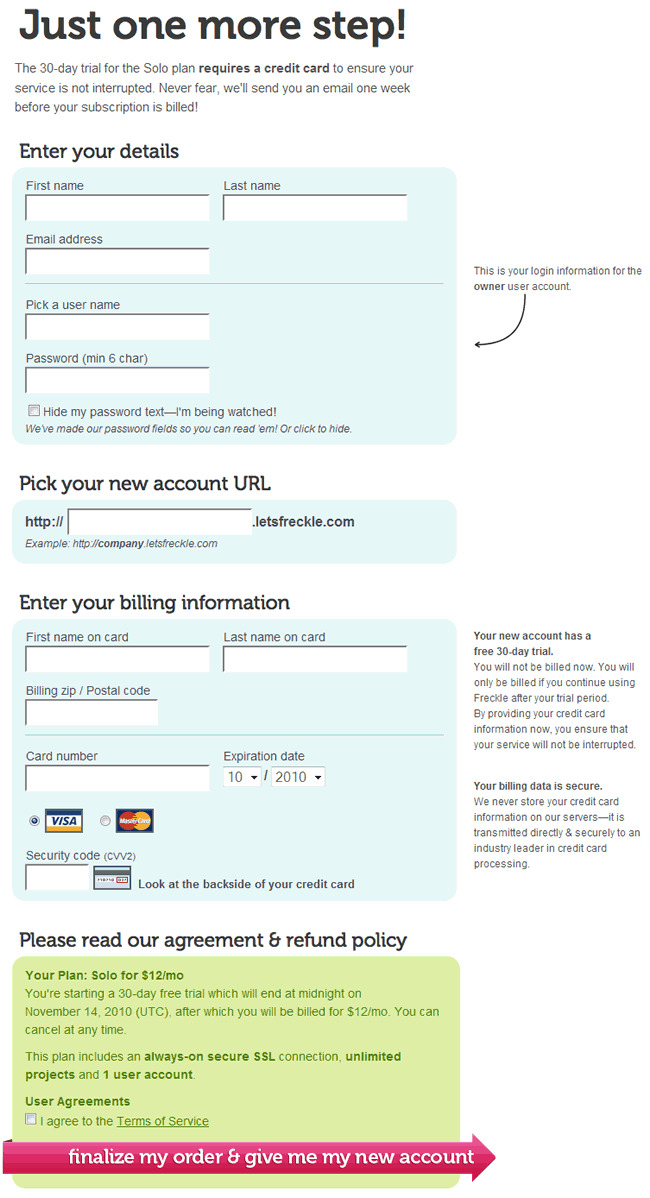 Just one more step!
The 30-day trial for the Solo plan requires a credit card to ensure your
service is not interrupted. Never fear, we'll send you an email one week
before your subscription is billed!
Enter your details
First name Last name
Email address
This is your login information for the
owner user account.
Pick a user name
Password (min 6 char)
Hide my password text—I'm being watched!
We've made our password fields so you can read 'em! Or click to hide.
Pick your new account URL
http:// .letsfreckle.com
Example: http://company.letsfreckle.com
Enter your billing information
First name on card Last name on card
Billing zip / Postal code
Card number Expiration date
10 / 2010
VISA MasterCard
Security code (CVV2)
Look at the backside of your credit card
Your new account has a
free 30-day trial.
You will not be billed now. You will
only be billed if you continue using
Freckle after your trial period.
By providing your credit card
information now, you ensure that
your service will not be interrupted.
Your billing data is secure.
We never store your credit card
information on our servers—it is
transmitted directly & securely to an
industry leader in credit card
processing.
Please read our agreement & refund policy
Your Plan: Solo for $12/mo
You're starting a 30-day free trial which will end at midnight on
November 14, 2010 (UTC), after which you will be billed for $12/mo. You can
cancel at any time.
This plan includes an always-on secure SSL connection, unlimited
projects and 1 user account.
User Agreements
I agree to the Terms of Service
finalize my order & give me my new account